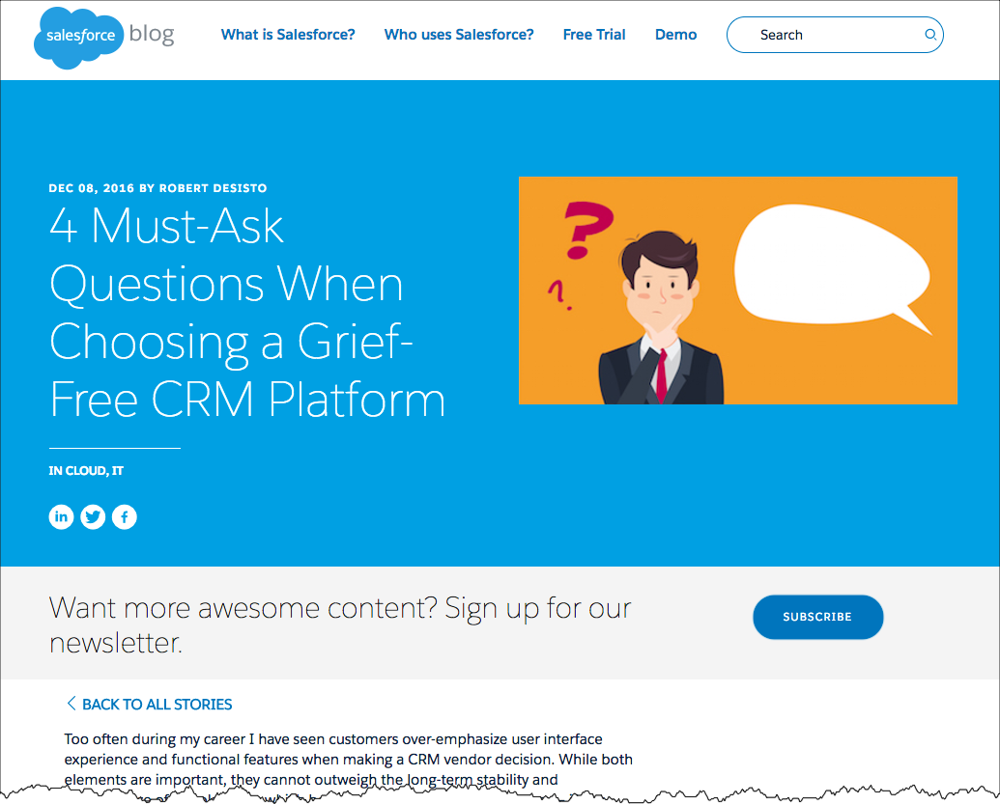 salesforce blog What is Salesforce? Who uses Salesforce? Free Trial Demo Search
DEC 08, 2016 BY ROBERT DESISTO
4 Must-Ask
Questions When
Choosing a Grief-
Free CRM Platform
? ?
IN CLOUD, IT
in f
Want more awesome content? Sign up for our
newsletter.
SUBSCRIBE
BACK TO ALL STORIES
Too often during my career I have seen customers over-emphasize user interface
experience and functional features when making a CRM vendor decision. While both
elements are important, they cannot outweigh the long-term stability and